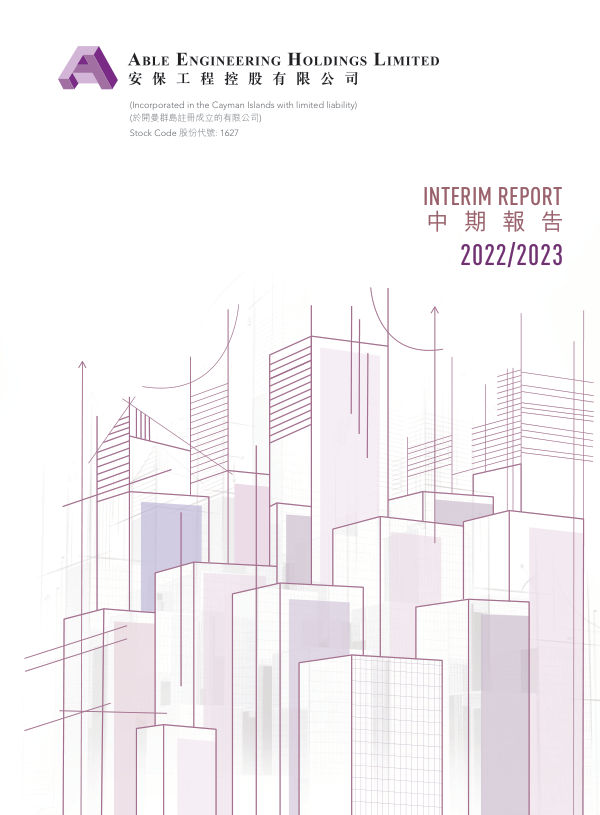 ABLE ENGINEERING HOLDINGS LIMITED
安保工程控股有限公司
(Incorporated in the Cayman Islands with limited liability)
(於開曼群島註冊成立的有限公司)
Stock Code 股份代號: 1627
INTERIM REPORT
中期報告
2022/2023